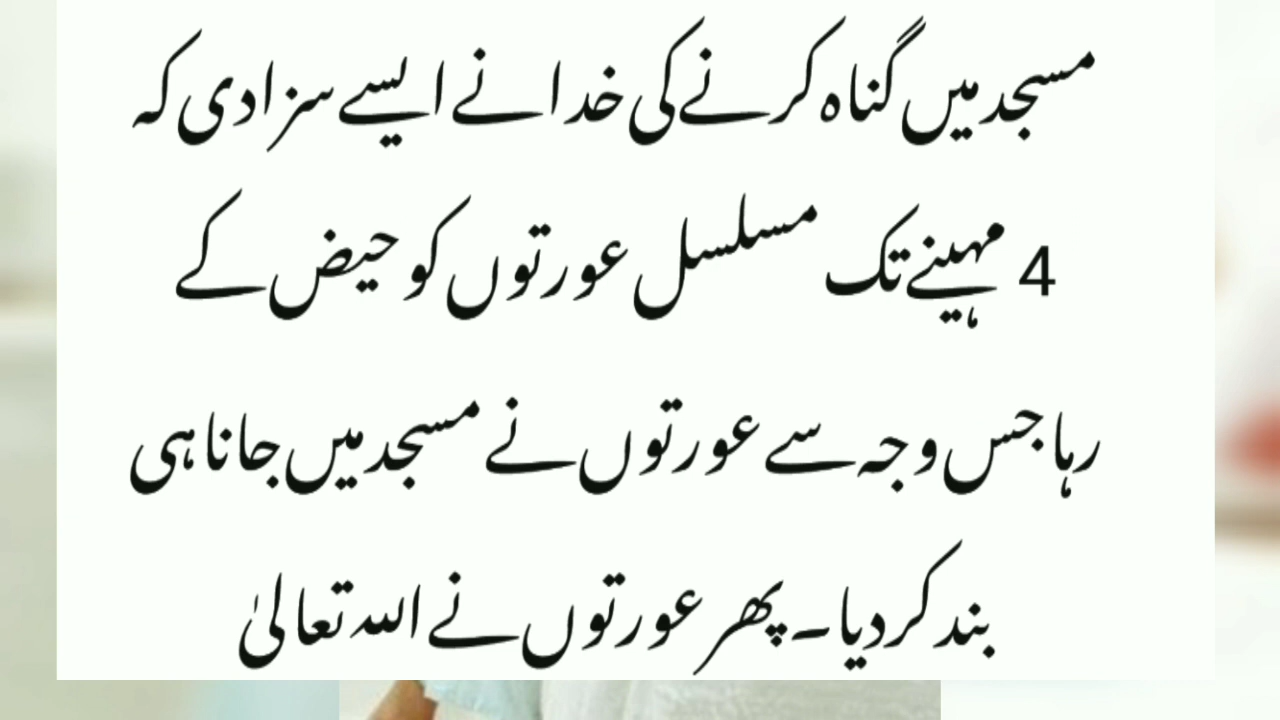 مسجد میں گناہ کرنے کی خدا نے ایسے سزا دی کہ
4 مہینے تک مسلسل عورتوں کو حیض کے
رہا جس وجہ سے عورتوں نے مسجد میں جانا ہی
بند کر دیا۔ پھر عورتوں نے اللہ تعالیٰ